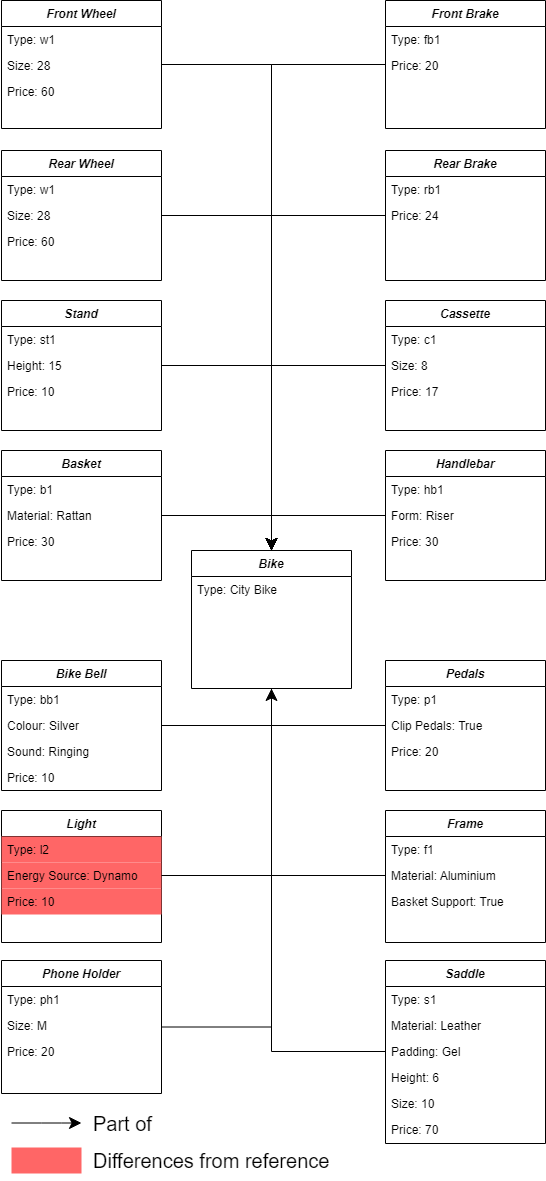 Front Wheel
Type: w1
Size: 28
Price: 60
Front Brake
Type: fb1
Price: 20
Rear Wheel
Type: w1
Size: 28
Price: 60
Rear Brake
Type: rb1
Price: 24
Stand
Type: st1
Height: 15
Price: 10
Cassette
Type: c1
Size: 8
Price: 17
Basket
Type: b1
Material: Rattan
Price: 30
Handlebar
Type: hb1
Form: Riser
Price: 30
Bike
Type: City Bike
Bike Bell
Type: bb1
Colour: Silver
Sound: Ringing
Price: 10
Pedals
Type: p1
Clip Pedals: True
Price: 20
Light
Type: l2
Energy Source: Dynamo
Price: 10
Frame
Type: f1
Material: Aluminium
Basket Support: True
Phone Holder
Type: ph1
Size: M
Price: 20
Saddle
Type: s1
Material: Leather
Padding: Gel
Height: 6
Size: 10
Price: 70
Part of
Differences from reference